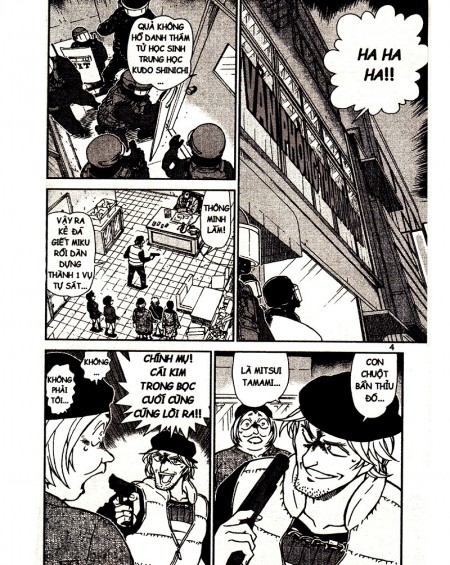 HA HA
HA!!
QUẢ KHÔNG
HỔ DANH THÁM
TỬ HỌC SINH
TRUNG HỌC
KUDO SHINICHI
...
THÔNG
MINH
LẮM!
VẬY RA
KẺ ĐÃ
GIẾT MIKU
RỒI DÀN
DỰNG
THÀNH 1 VỤ
TỰ SÁT...
4
CON
CHUỘT
BẨN THỈU
ĐÓ...
LÀ MITSUI
TAMAMI...
CHÍNH MỤ!
CÁI KIM
TRONG BỌC
CUỐI CÙNG
CŨNG LÒI RA!!
KHÔNG...
KHÔNG
PHẢI
TÔI...